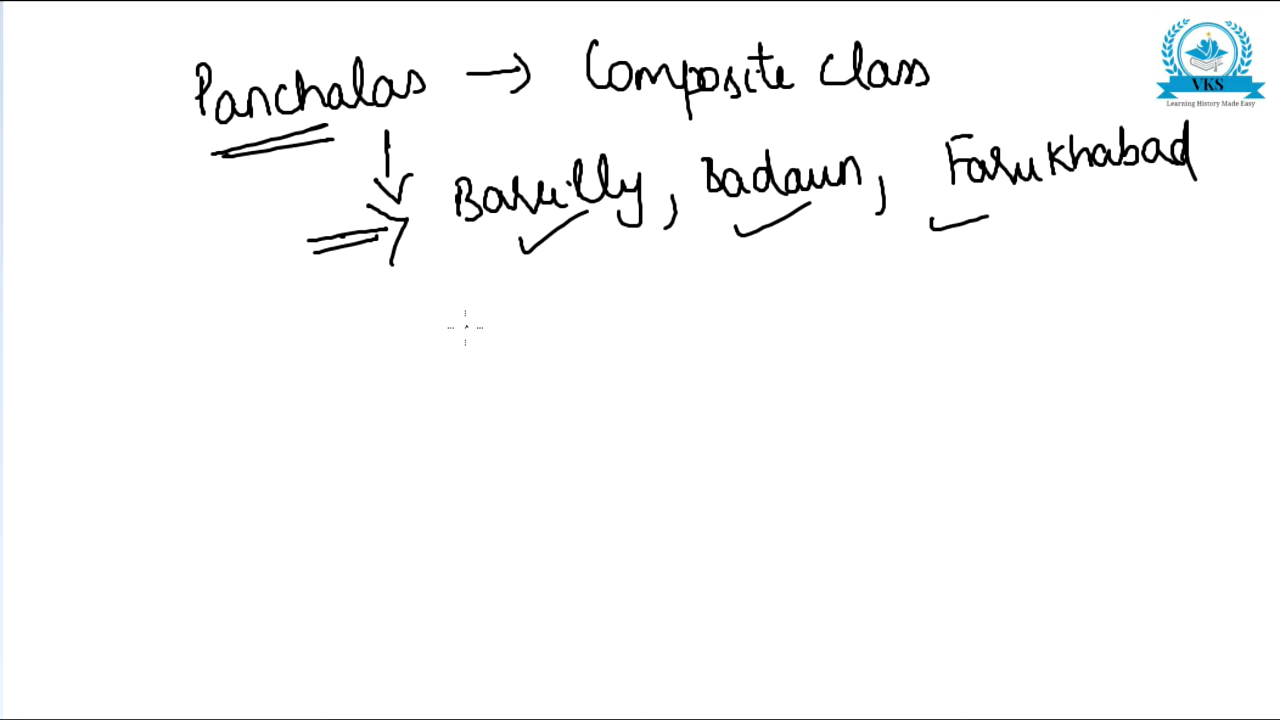 Panchalas → Composite Class
Bareilly, Badaun, Farukhabad
VKS
Learning History Made Easy